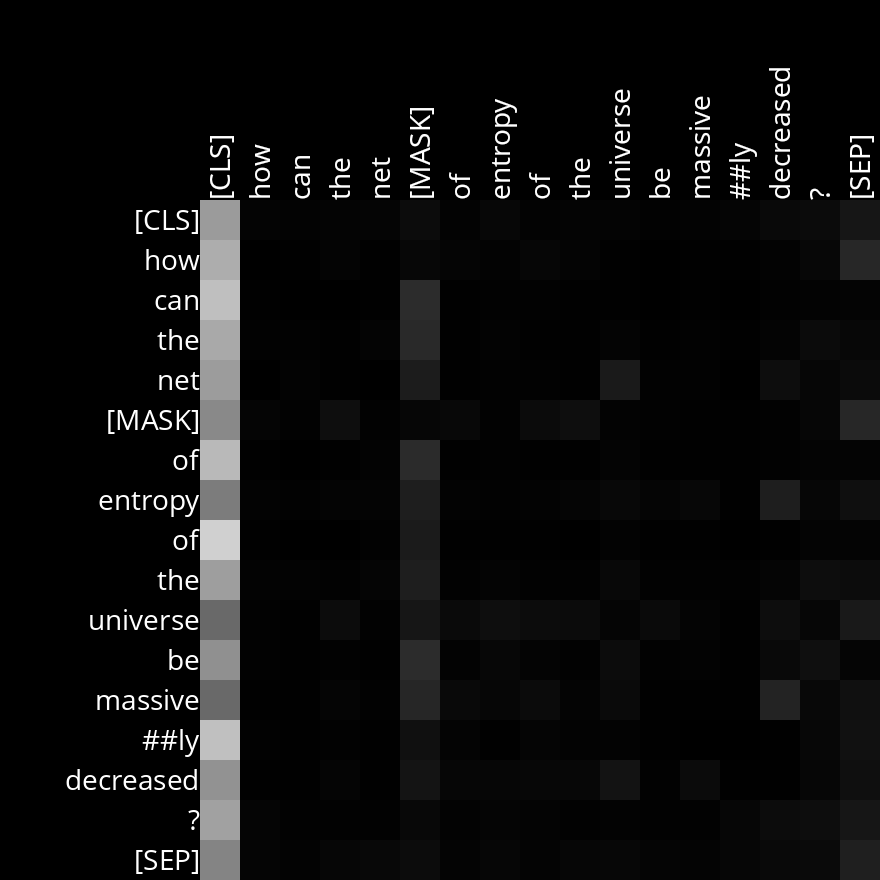 [CLS] how can the net [MASK] of entropy of the universe be massive ##ly decreased ? [SEP]
[CLS]
how
can
the
net
[MASK]
of
entropy
of
the
universe
be
massive
##ly
decreased
?
[SEP]